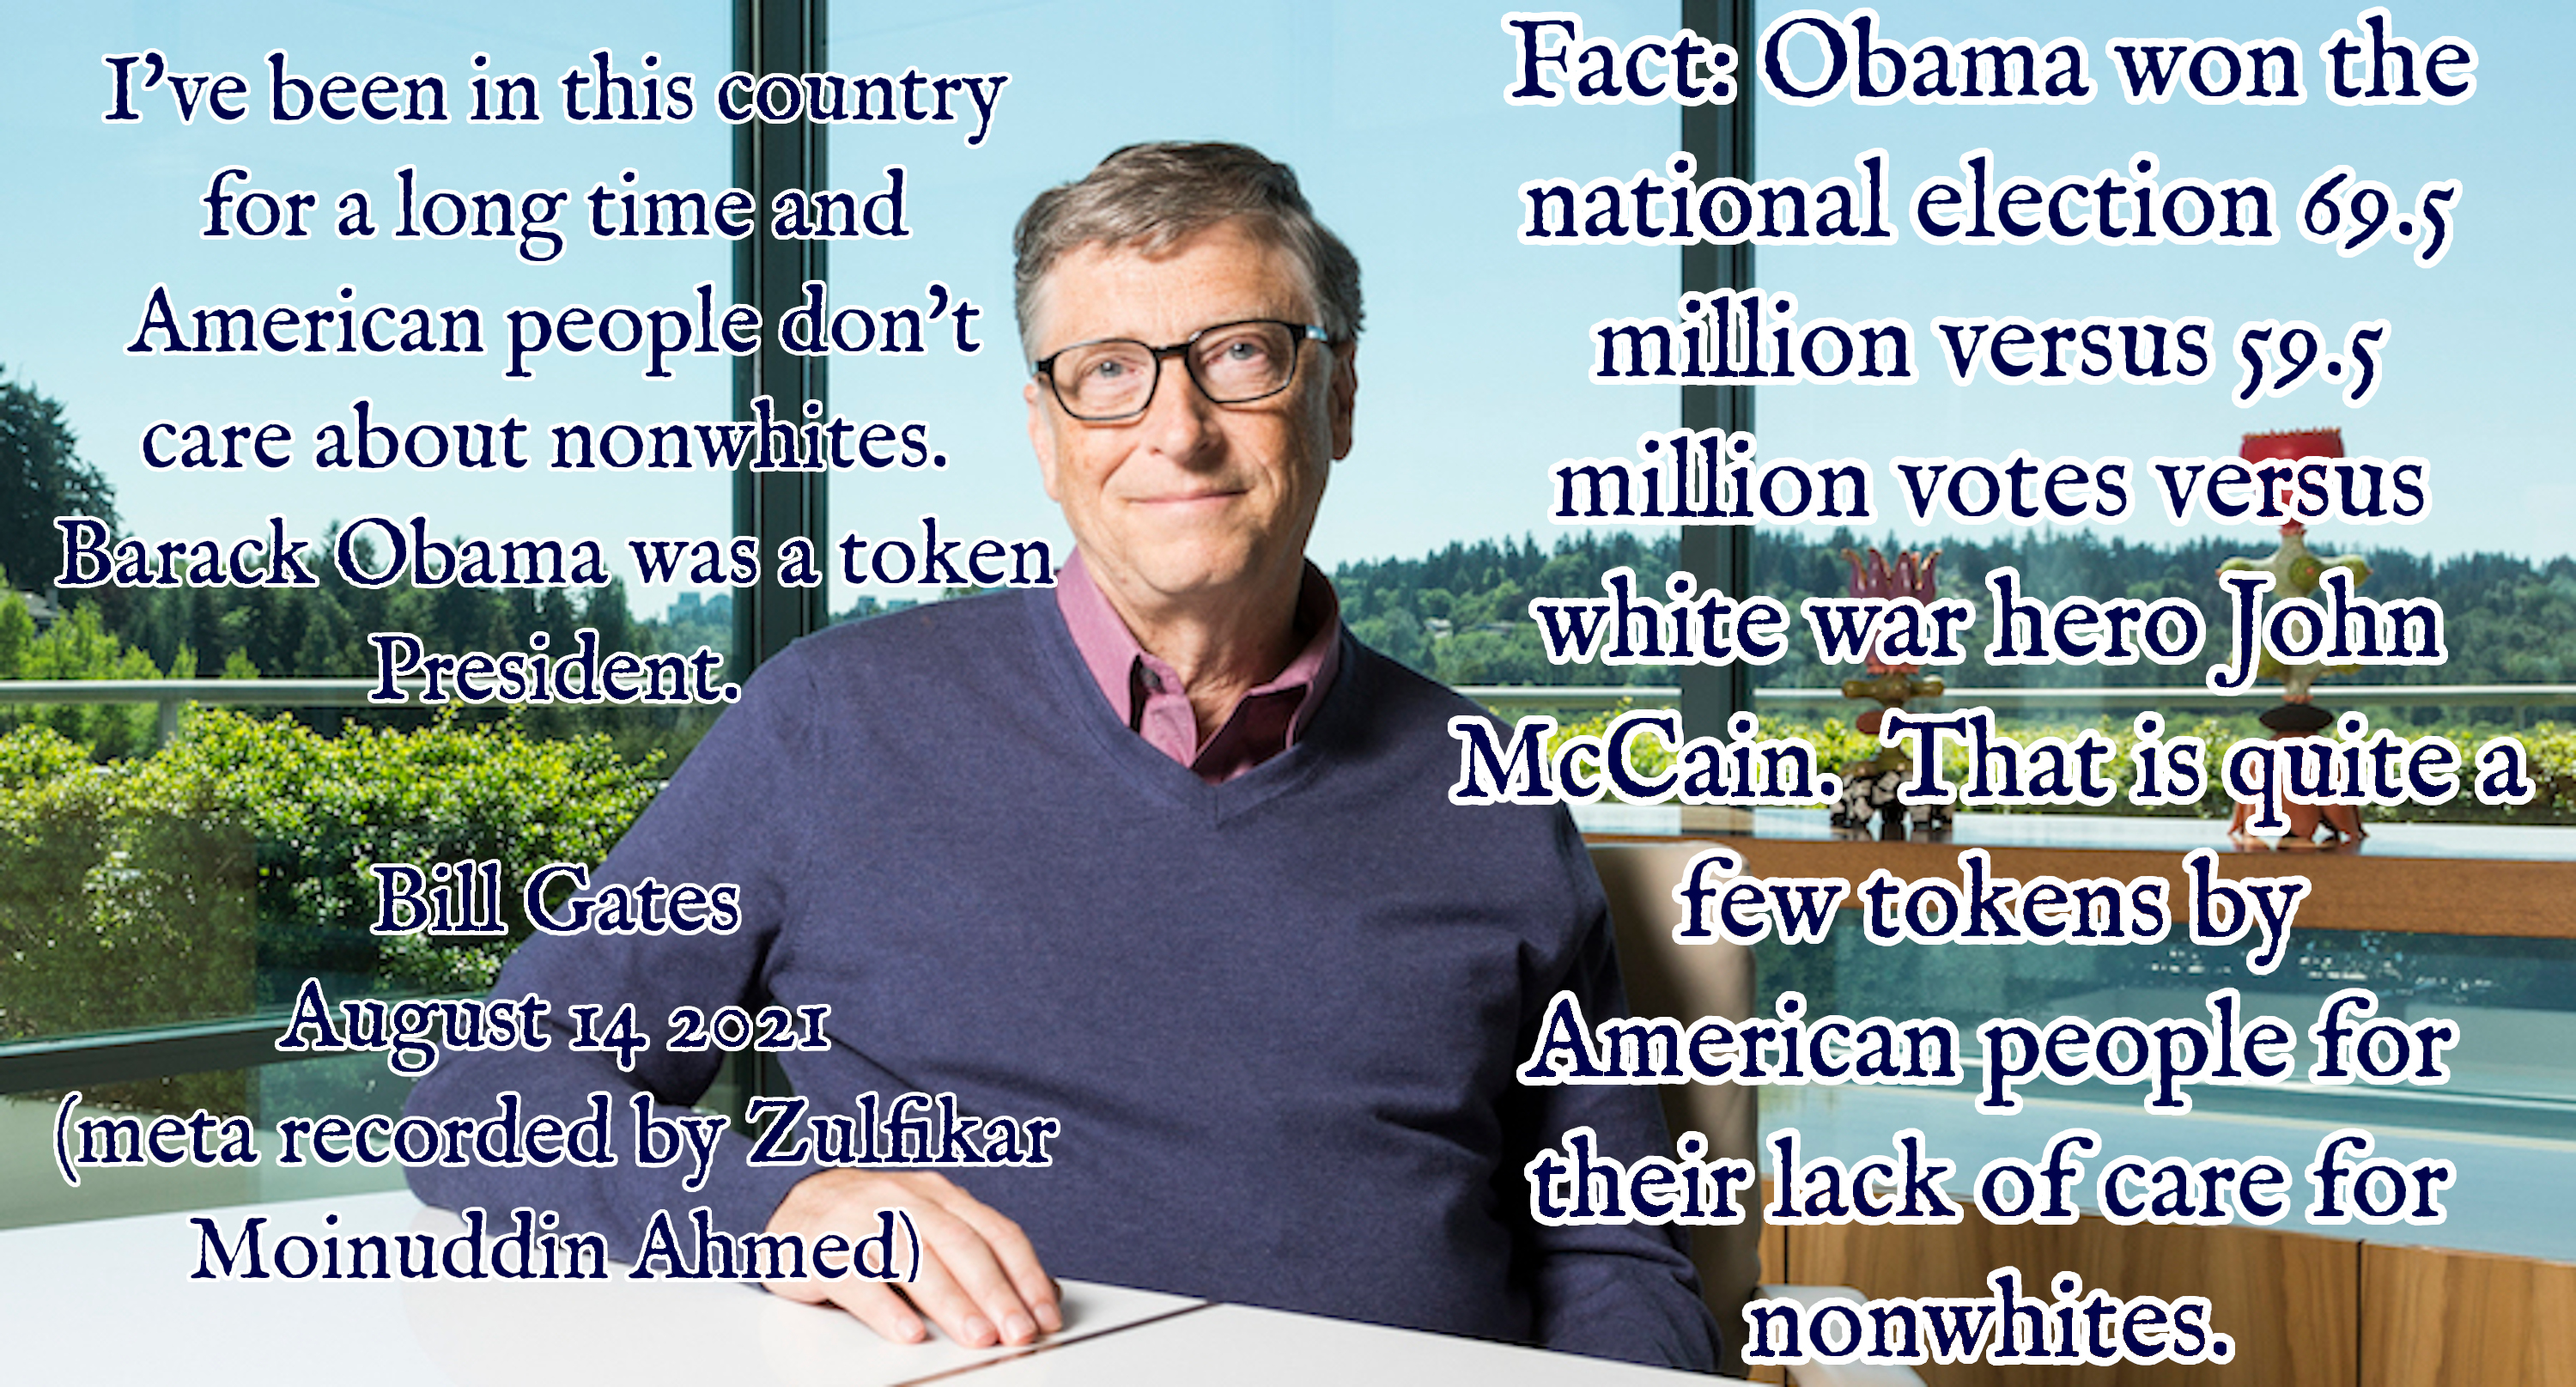 I've been in this country
for a long time and
American people don't
care about nonwhites.
Barack Obama was a token
President.
Bill Gates
August 14 2021
(meta recorded by Zulfikar
Moinuddin Ahmed)
Fact: Obama won the
national election 69.5
million versus 59.5
million votes versus
white war hero John
McCain. That is quite a
few tokens by
American people for
their lack of care for
nonwhites.